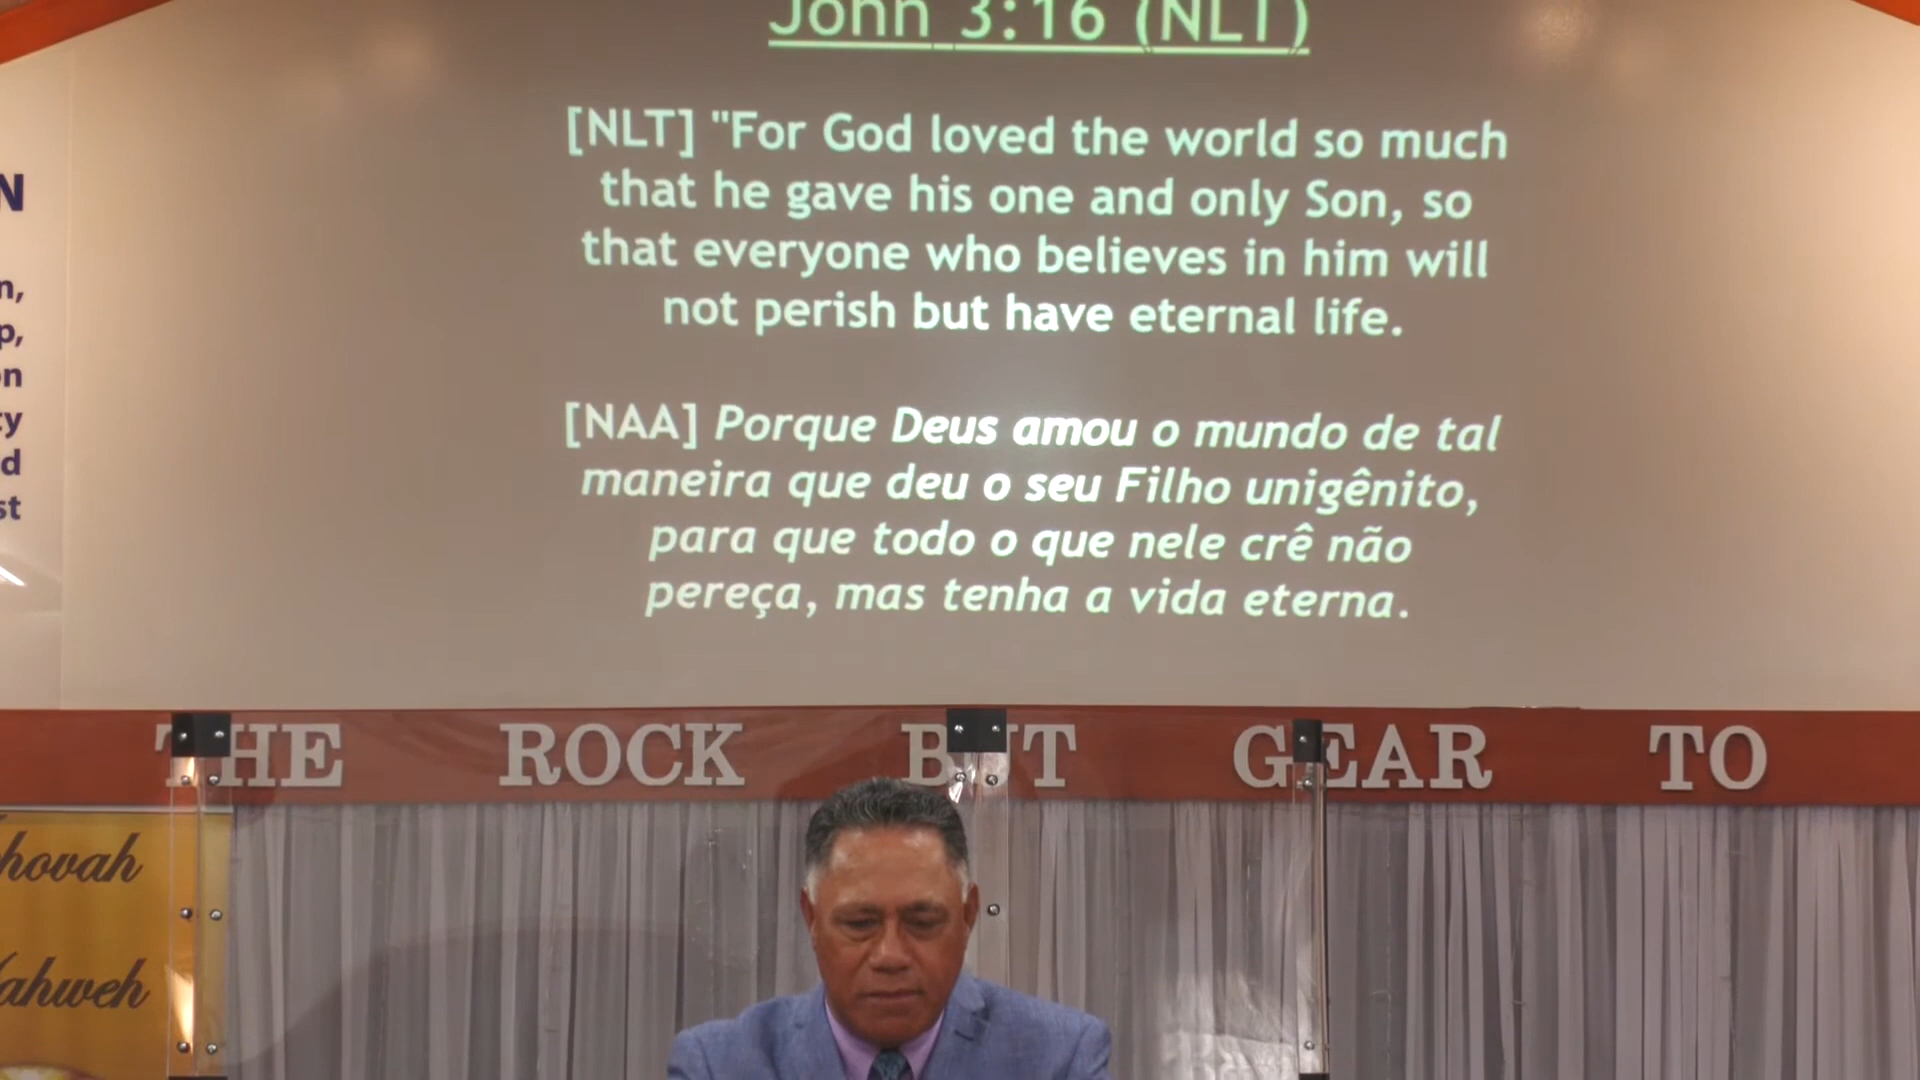 John 3:16 (NLT)
[NLT] "For God loved the world so much
that he gave his one and only Son, so
that everyone who believes in him will
not perish but have eternal life.
[NAA] Porque Deus amou o mundo de tal
maneira que deu o seu Filho unigênito,
para que todo o que nele crê não
pereça, mas tenha a vida eterna.
THE ROCK BUT GEAR TO